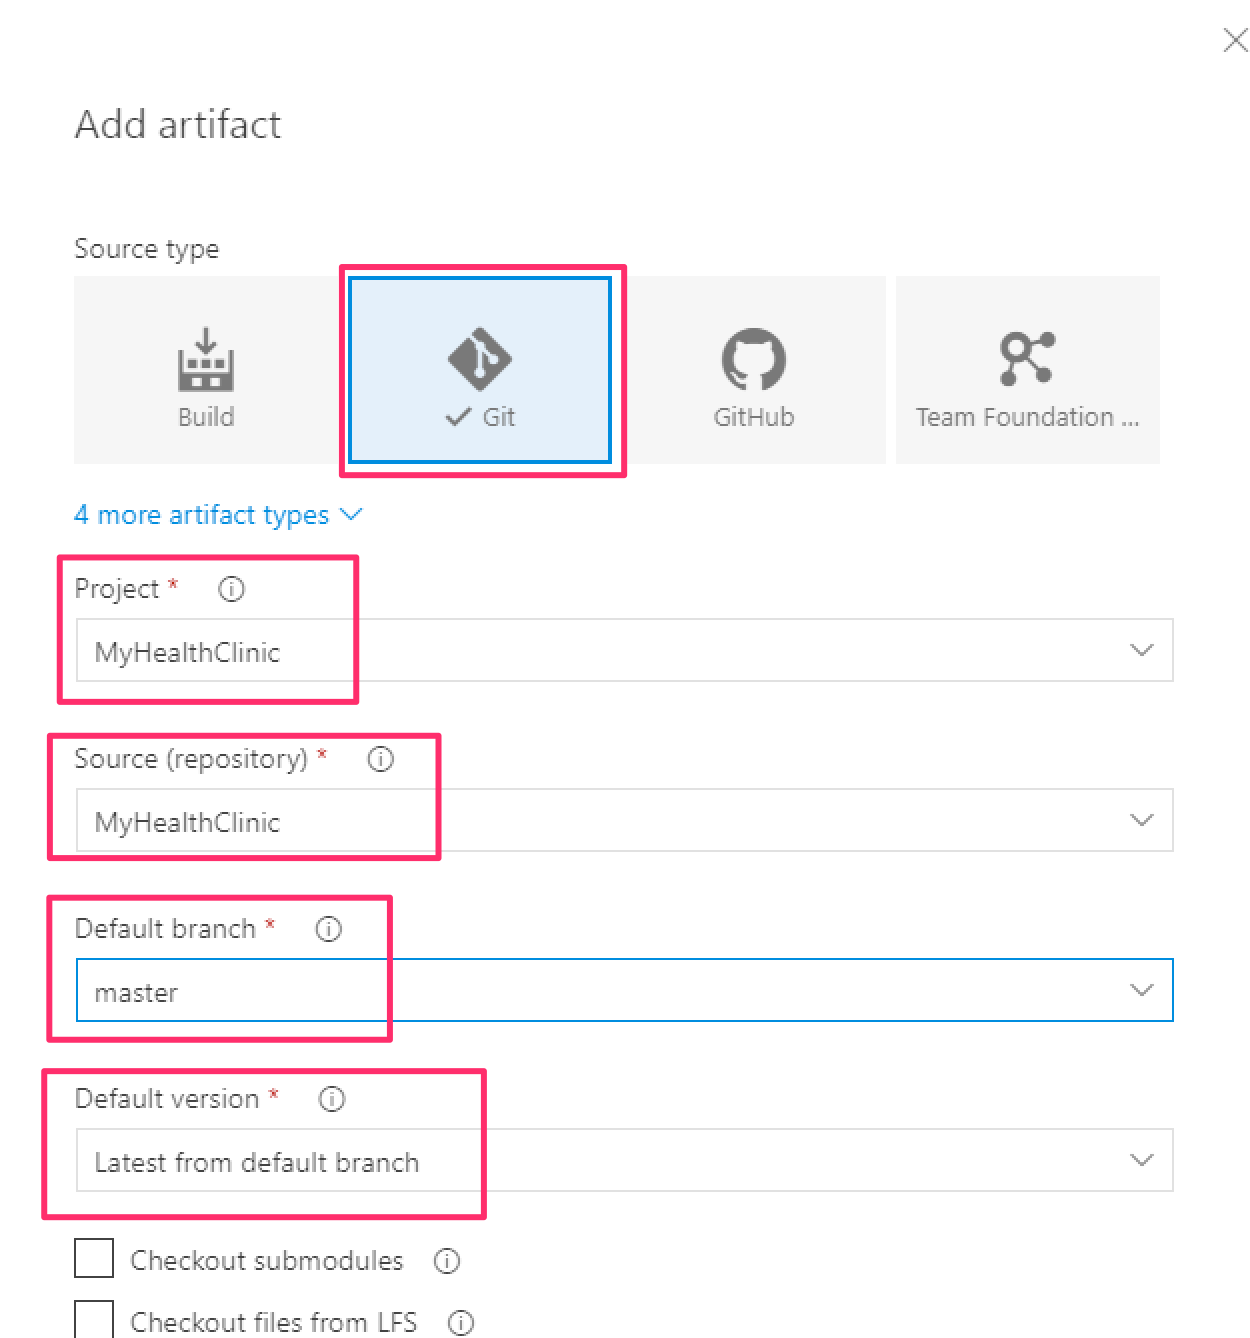 Add artifact
Source type
Build
Git
GitHub
Team Foundation ...
4 more artifact types
Project *
MyHealthClinic
Source (repository) *
MyHealthClinic
Default branch *
master
Default version *
Latest from default branch
Checkout submodules
Checkout files from LFS